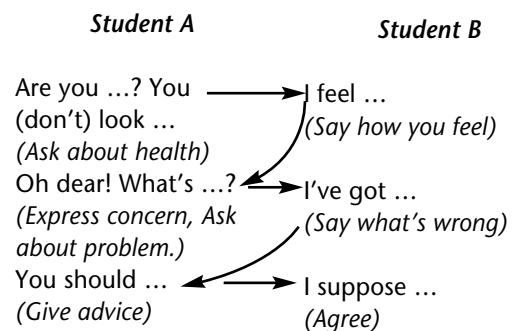 Student A
Student B
Are you …? You
(don't) look …
(Ask about health)
I feel …
(Say how you feel)
Oh dear! What's …?
(Express concern, Ask
about problem.)
I've got …
(Say what's wrong)
You should …
(Give advice)
I suppose …
(Agree)